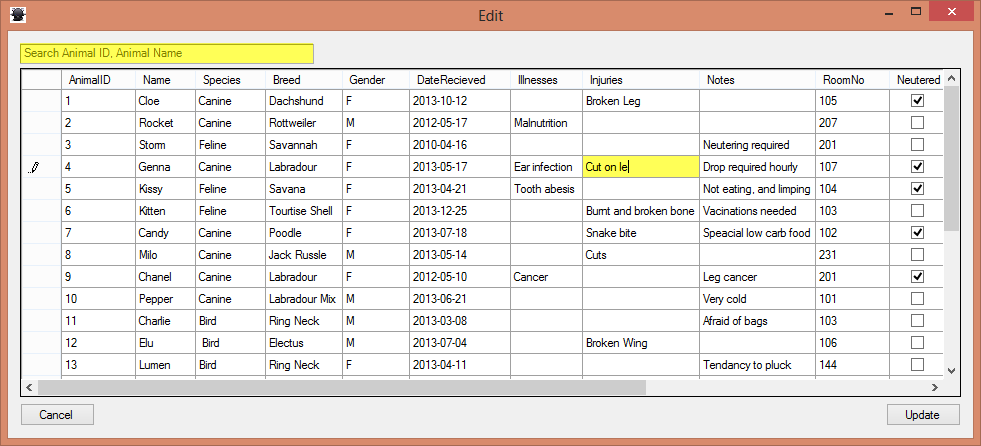 Edit
Search Animal ID, Animal Name
AnimalID Name Species Breed Gender DateRecieved Illnesses Injuries Notes RoomNo Neutered
1 Cloe Canine Dachshund F 2013-10-12 Broken Leg 105
2 Rocket Canine Rottweiler M 2012-05-17 Malnutrition 207
3 Storm Feline Savannah F 2010-04-16 Neutering required 201
4 Genna Canine Labradour F 2013-05-17 Ear infection Cut on le Drop required hourly 107
5 Kissy Feline Savana F 2013-04-21 Tooth abesis Not eating, and limping 104
6 Kitten Feline Tourtise Shell F 2013-12-25 Burnt and broken bone Vacinations needed 103
7 Candy Canine Poodle F 2013-07-18 Snake bite Speacial low carb food 102
8 Milo Canine Jack Russle M 2013-05-14 Cuts 231
9 Chanel Canine Labradour F 2012-05-10 Cancer Leg cancer 201
10 Pepper Canine Labradour Mix M 2013-06-21 Very cold 101
11 Charlie Bird Ring Neck M 2013-03-08 Afraid of bags 103
12 Elu Bird Electus M 2013-07-04 Broken Wing 106
13 Lumen Bird Ring Neck F 2013-04-11 Tendancy to pluck 144
Cancel Update